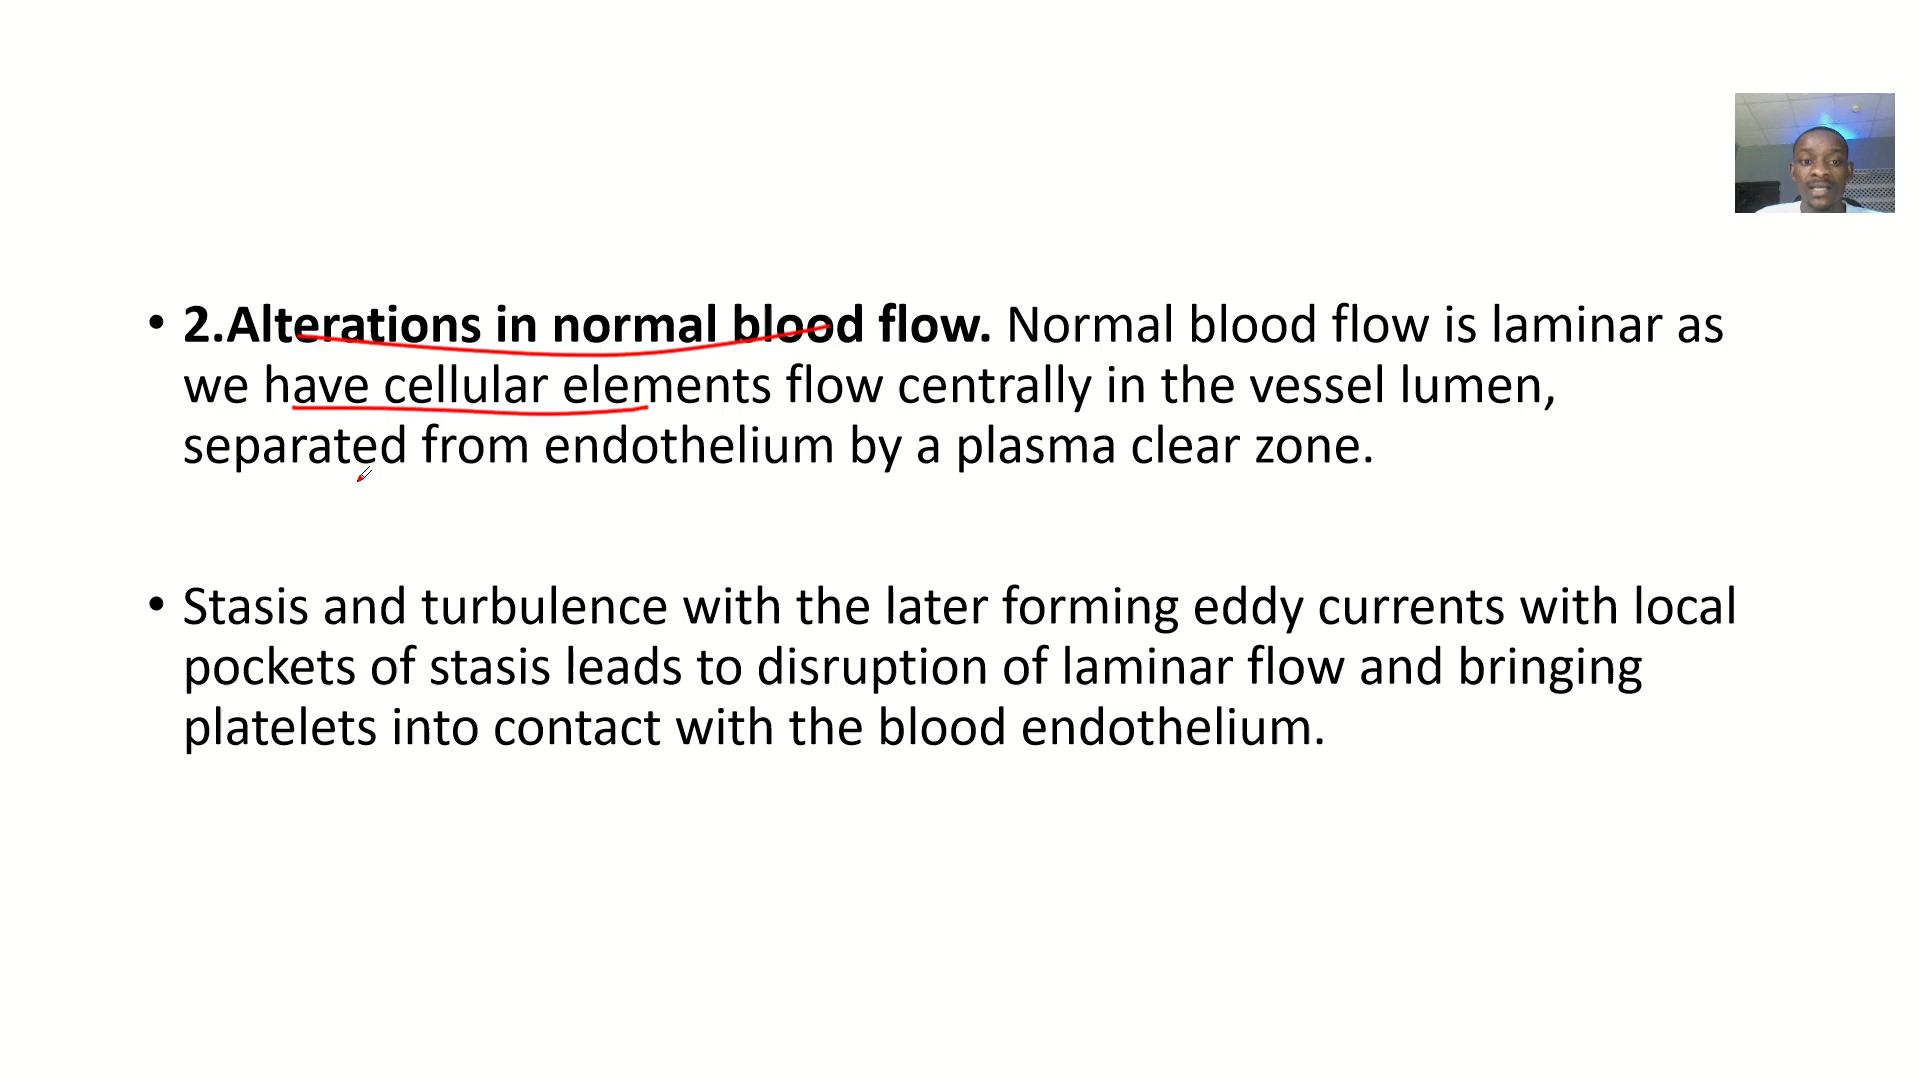 • 2.Alterations in normal blood flow. Normal blood flow is laminar as
we have cellular elements flow centrally in the vessel lumen,
separated from endothelium by a plasma clear zone.
• Stasis and turbulence with the later forming eddy currents with local
pockets of stasis leads to disruption of laminar flow and bringing
platelets into contact with the blood endothelium.